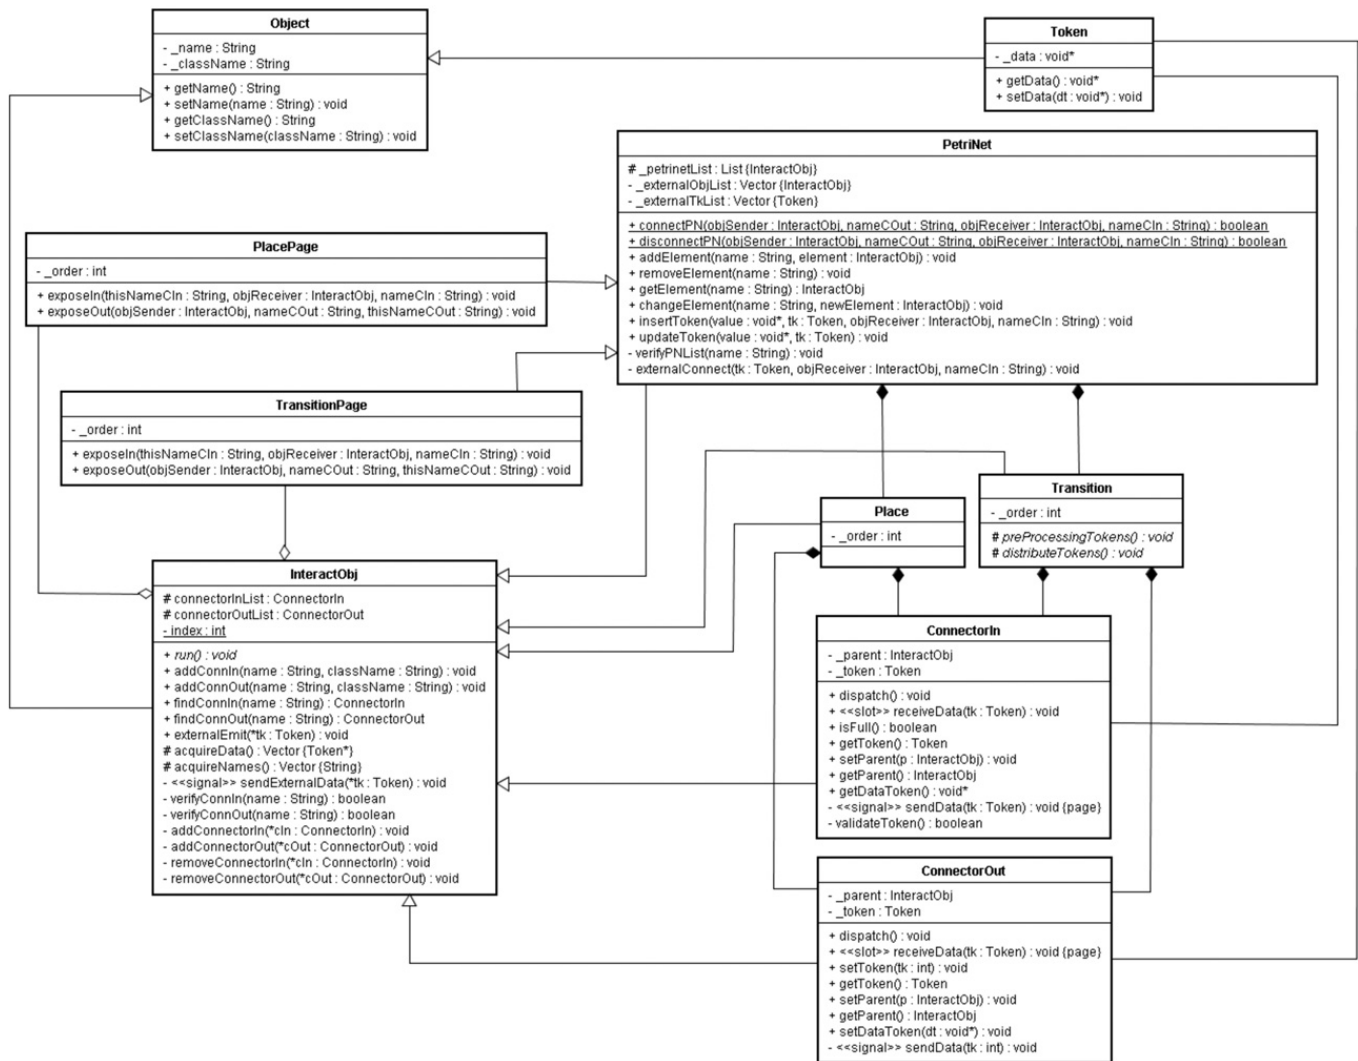 Object
- _name : String
- _className : String
+ getName() : String
+ setName(name : String) : void
+ getClassName() : String
+ setClassName(className : String) : void
Token
- _data : void*
+ getData() : void*
+ setData(dt : void*) : void
PetriNet
# _petrinetList : List {InteractObj}
- _externalObjList : Vector {InteractObj}
- _externalTkList : Vector {Token}
+ connectPN(objSender : InteractObj, nameCOut : String, objReceiver : InteractObj, nameCIn : String) : boolean
+ disconnectPN(objSender : InteractObj, nameCOut : String, objReceiver : InteractObj, nameCIn : String) : boolean
+ addElement(name : String, element : InteractObj) : void
+ removeElement(name : String) : void
+ getElement(name : String) : InteractObj
+ changeElement(name : String, newElement : InteractObj) : void
+ insertToken(value : void*, tk : Token, objReceiver : InteractObj, nameCIn : String) : void
+ updateToken(value : void*, tk : Token) : void
- verifyPNList(name : String) : void
- externalConnect(tk : Token, objReceiver : InteractObj, nameCIn : String) : void
PlacePage
- _order : int
+ exposeIn(thisNameCIn : String, objReceiver : InteractObj, nameCIn : String) : void
+ exposeOut(objSender : InteractObj, nameCOut : String, thisNameCOut : String) : void
TransitionPage
- _order : int
+ exposeIn(thisNameCIn : String, objReceiver : InteractObj, nameCIn : String) : void
+ exposeOut(objSender : InteractObj, nameCOut : String, thisNameCOut : String) : void
Place
- _order : int
Transition
- _order : int
# preProcessingTokens() : void
# distributeTokens() : void
InteractObj
# connectorInList : ConnectorIn
# connectorOutList : ConnectorOut
- index : int
+ run() : void
+ addConnIn(name : String, className : String) : void
+ addConnOut(name : String, className : String) : void
+ findConnIn(name : String) : ConnectorIn
+ findConnOut(name : String) : ConnectorOut
+ externalEmit(*tk : Token) : void
# acquireData() : Vector {Token*}
# acquireNames() : Vector {String}
- <<signal>> sendExternalData(*tk : Token) : void
- verifyConnIn(name : String) : boolean
- verifyConnOut(name : String) : boolean
- addConnectorIn(*cIn : ConnectorIn) : void
- addConnectorOut(*cOut : ConnectorOut) : void
- removeConnectorIn(*cIn : ConnectorIn) : void
- removeConnectorOut(*cOut : ConnectorOut) : void
ConnectorIn
- _parent : InteractObj
- _token : Token
+ dispatch() : void
+ <<slot>> receiveData(tk : Token) : void
+ isFull() : boolean
+ getToken() : Token
+ setParent(p : InteractObj) : void
+ getParent() : InteractObj
+ getDataToken() : void*
- <<signal>> sendData(tk : Token) : void {page}
- validateToken() : boolean
ConnectorOut
- _parent : InteractObj
- _token : Token
+ dispatch() : void
+ <<slot>> receiveData(tk : Token) : void {page}
+ setToken(tk : int) : void
+ getToken() : Token
+ setParent(p : InteractObj) : void
+ getParent() : InteractObj
+ setDataToken(dt : void*) : void
- <<signal>> sendData(tk : int) : void